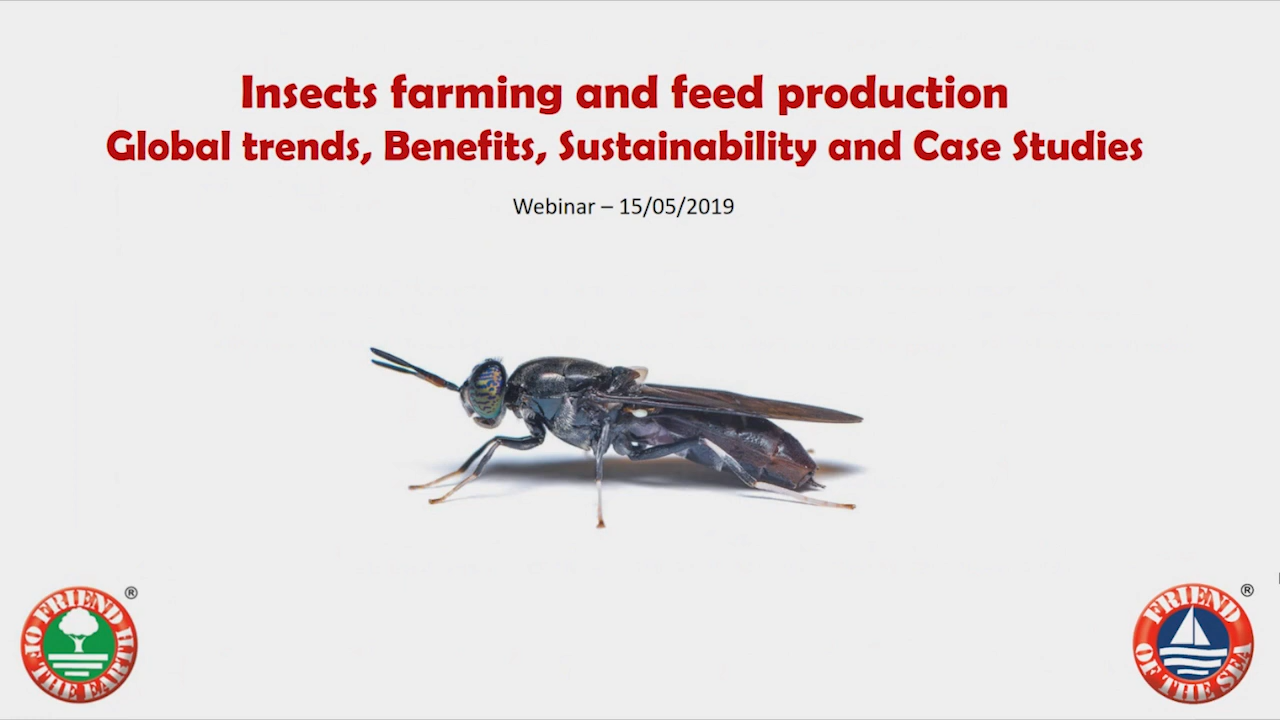 Insects farming and feed production
Global trends, Benefits, Sustainability and Case Studies
Webinar – 15/05/2019
FRIEND OF THE EARTH
®
FRIEND OF THE SEA
®